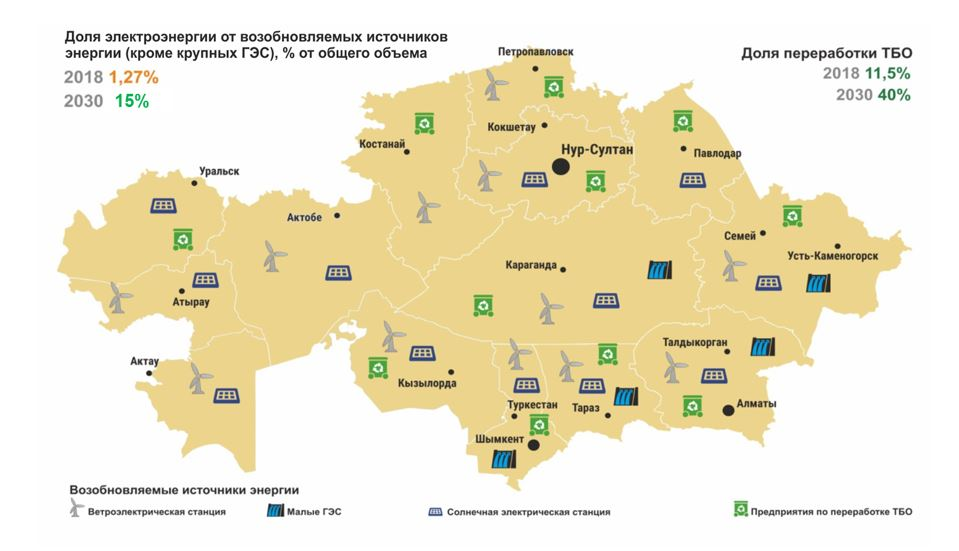 Доля электроэнергии от возобновляемых источников
энергии (кроме крупных ГЭС), % от общего объема
2018 1,27%
2030 15%
Доля переработки ТБО
2018 11,5%
2030 40%
Петропавловск
Кокшетау
Костанай
Нур-Султан
Павлодар
Уральск
Актобе
Семей
Усть-Каменогорск
Караганда
Атырау
Талдыкорган
Актау
Кызылорда
Туркестан
Тараз
Алматы
Шымкент
Возобновляемые источники энергии
Ветроэлектрическая станция
Малые ГЭС
Солнечная электрическая станция
Предприятия по переработке ТБО